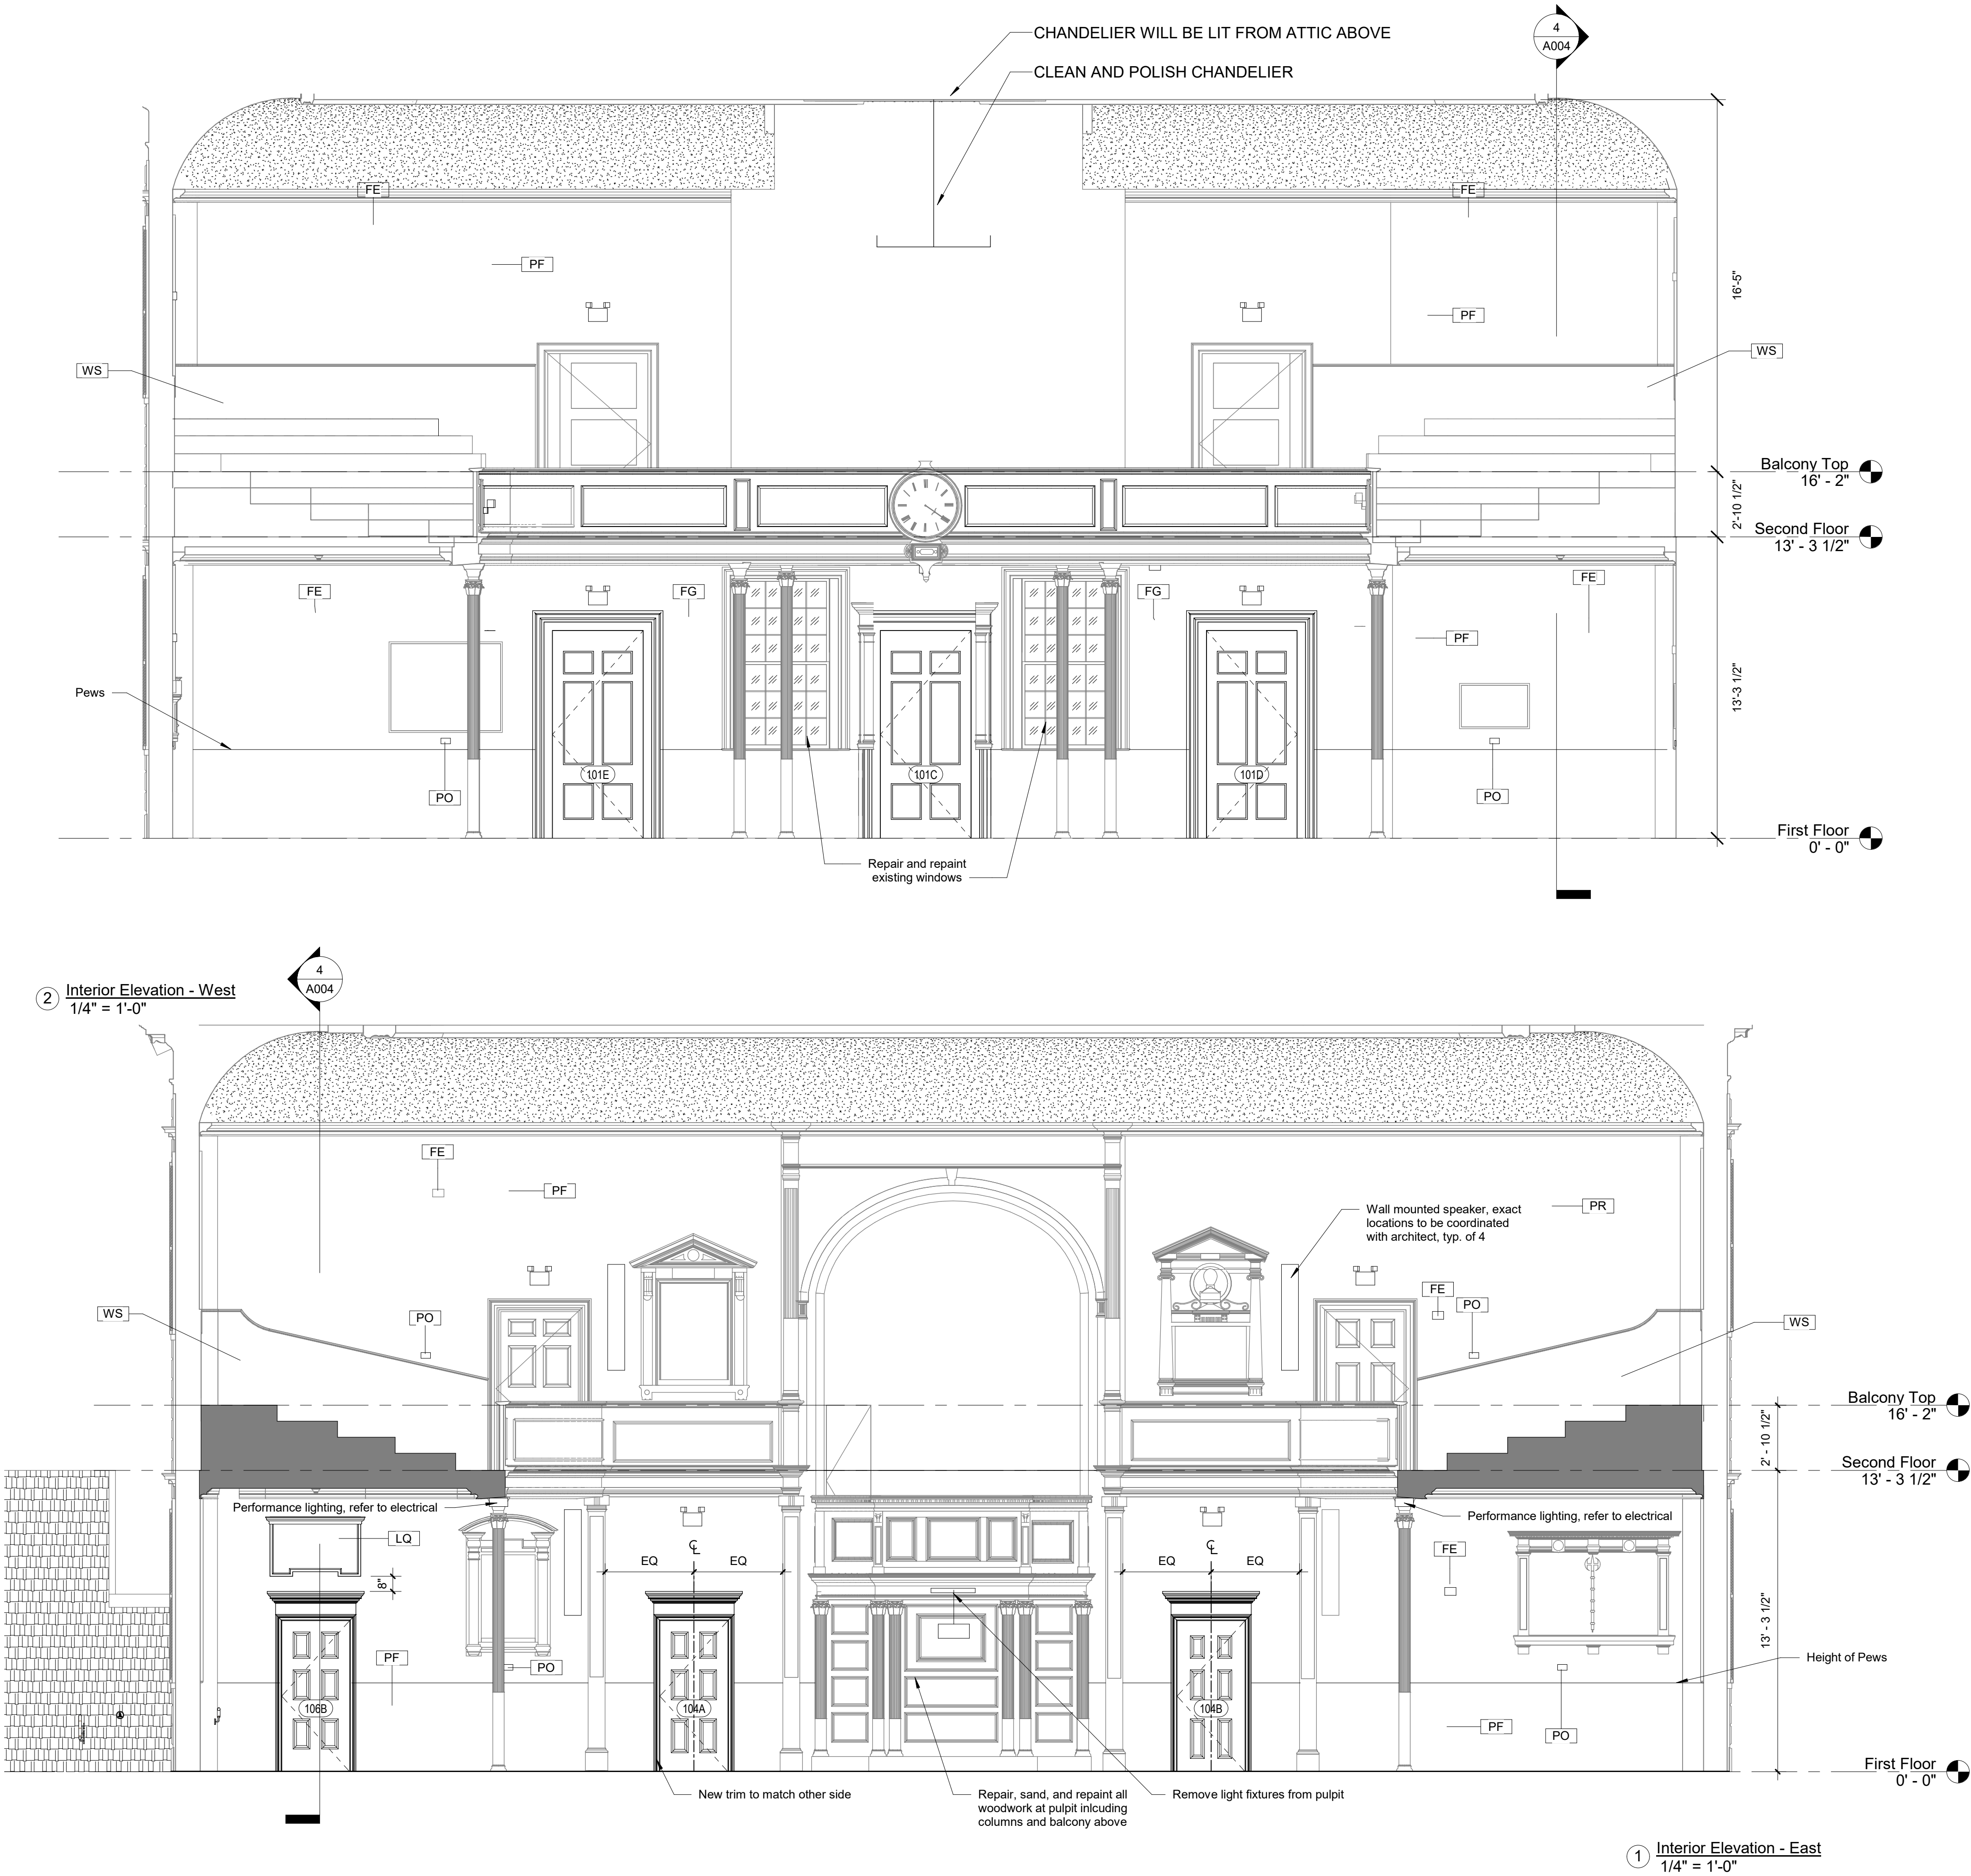 CHANDELIER WILL BE LIT FROM ATTIC ABOVE
4
A004
CLEAN AND POLISH CHANDELIER
FE
FE
PF
16'-5"
PF
WS
WS
Balcony Top
16' - 2"
2'-10 1/2"
Second Floor
13' - 3 1/2"
FE
FG
FG
FE
PF
13'-3 1/2"
Pews
101E
101C
101D
PO
PO
First Floor
0' - 0"
Repair and repaint
existing windows
4
A004
2
Interior Elevation - West
1/4" = 1'-0"
FE
PF
Wall mounted speaker, exact
locations to be coordinated
with architect, typ. of 4
PR
WS
PO
FE
PO
WS
Balcony Top
16' - 2"
2' - 10 1/2"
Second Floor
13' - 3 1/2"
Performance lighting, refer to electrical
Performance lighting, refer to electrical
LQ
8"
EQ
CL
EQ
EQ
CL
EQ
FE
13' - 3 1/2"
PF
PO
Height of Pews
106B
104A
104B
PF
PO
First Floor
0' - 0"
New trim to match other side
Repair, sand, and repaint all
woodwork at pulpit inlcuding
columns and balcony above
Remove light fixtures from pulpit
1
Interior Elevation - East
1/4" = 1'-0"